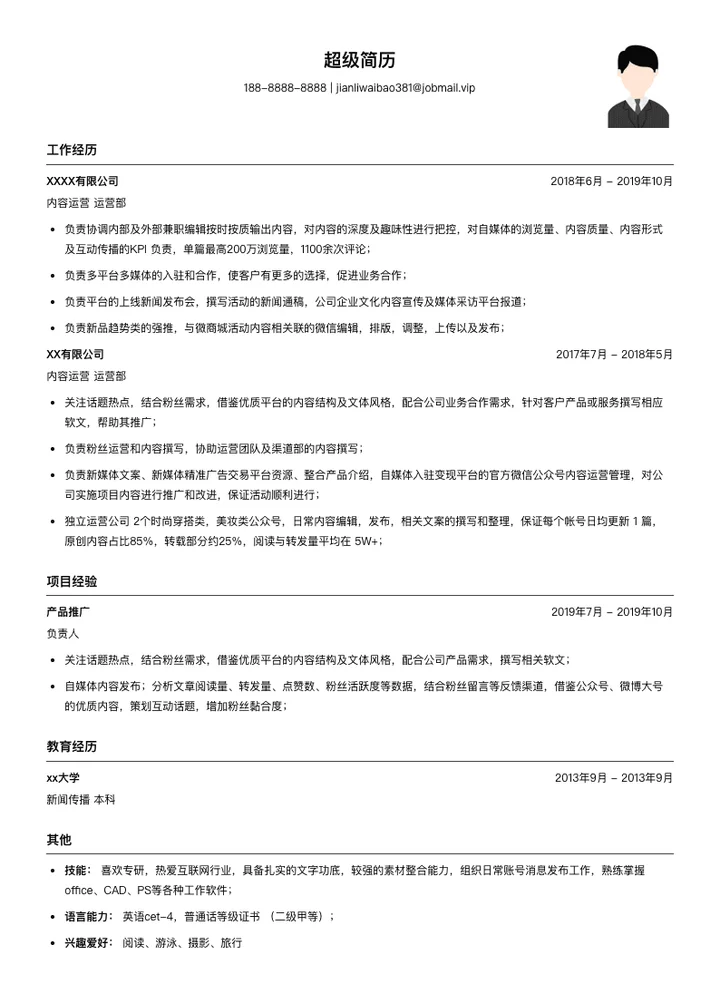 超级简历
188-8888-8888 | jianliwaibao381@jobmail.vip
工作经历
XXXX有限公司 2018年6月 – 2019年10月
内容运营 运营部
• 负责协调内部及外部兼职编辑按时按质输出内容，对内容的深度及趣味性进行把控，对自媒体的浏览量、内容质量、内容形式
及互动传播的KPI 负责，单篇最高200万浏览量，1100余次评论；
• 负责多平台多媒体的入驻和合作，使客户有更多的选择，促进业务合作；
• 负责平台的上线新闻发布会，撰写活动的新闻通稿，公司企业文化内容宣传及媒体采访平台报道；
• 负责新品趋势类的强推，与微商城活动内容相关联的微信编辑，排版，调整，上传以及发布；
XX有限公司 2017年7月 – 2018年5月
内容运营 运营部
• 关注话题热点，结合粉丝需求，借鉴优质平台的内容结构及文体风格，配合公司业务合作需求，针对客户产品或服务撰写相应
软文，帮助其推广；
• 负责粉丝运营和内容撰写，协助运营团队及渠道部的内容撰写；
• 负责新媒体文案、新媒体精准广告交易平台资源、整合产品介绍，自媒体入驻变现平台的官方微信公众号内容运营管理，对公
司实施项目内容进行推广和改进，保证活动顺利进行；
• 独立运营公司 2个时尚穿搭类，美妆类公众号，日常内容编辑，发布，相关文案的撰写和整理，保证每个帐号日均更新 1 篇，
原创内容占比85%，转载部分约25%，阅读与转发量平均在 5W+；
项目经验
产品推广 2019年7月 – 2019年10月
负责人
• 关注话题热点，结合粉丝需求，借鉴优质平台的内容结构及文体风格，配合公司产品需求，撰写相关软文；
• 自媒体内容发布；分析文章阅读量、转发量、点赞数、粉丝活跃度等数据，结合粉丝留言等反馈渠道，借鉴公众号、微博大号
的优质内容，策划互动话题，增加粉丝黏合度；
教育经历
xx大学 2013年9月 – 2013年9月
新闻传播 本科
其他
• 技能： 喜欢专研，热爱互联网行业，具备扎实的文字功底，较强的素材整合能力，组织日常账号消息发布工作，熟练掌握
office、CAD、PS等各种工作软件；
• 语言能力： 英语cet-4，普通话等级证书 （二级甲等）；
• 兴趣爱好： 阅读、游泳、摄影、旅行